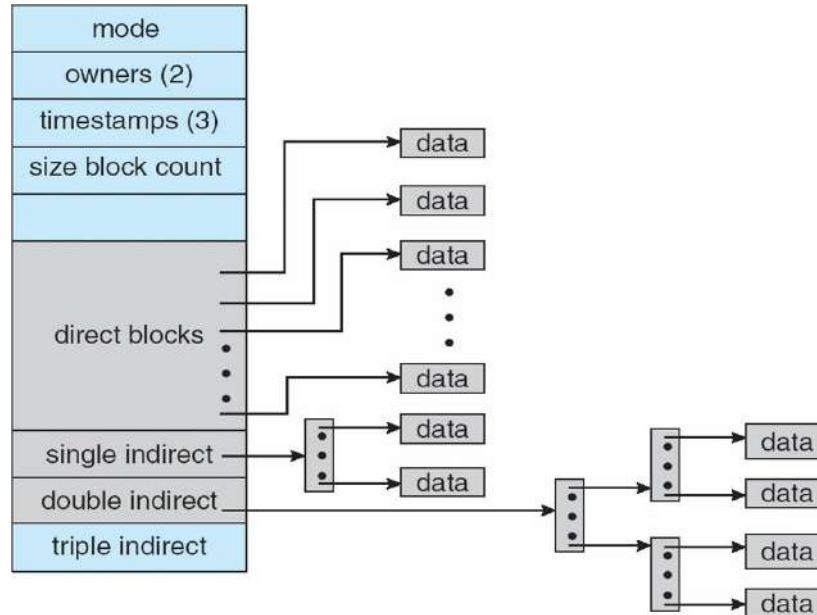 mode
owners (2)
timestamps (3)
size block count
direct blocks
single indirect
double indirect
triple indirect
data
data
data
data
data
data
data
data
data
data